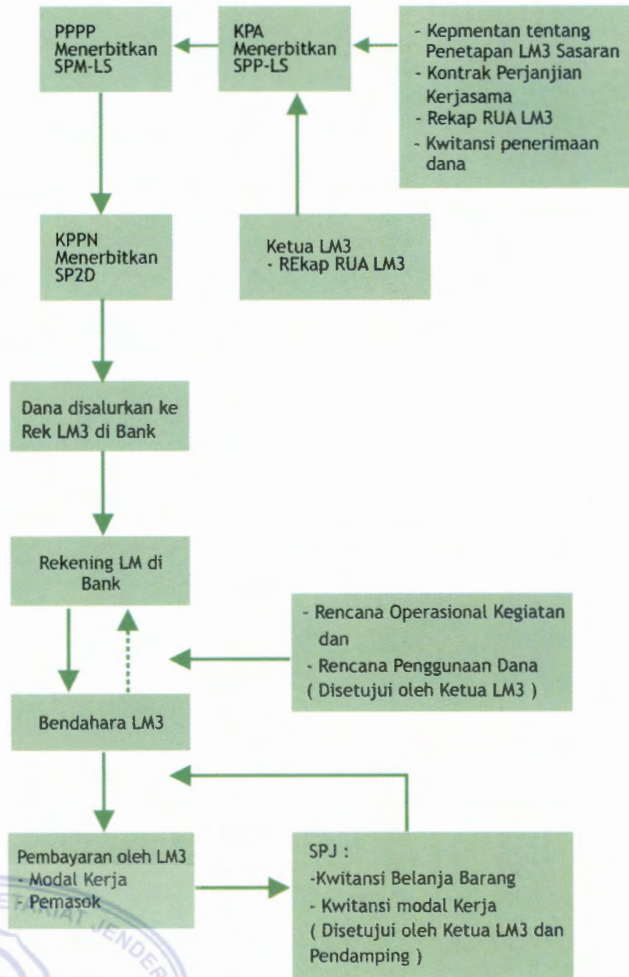 PPPP
Menerbitkan
SPM-LS
KPA
Menerbitkan
SPP-LS
- Kepmentan tentang
Penetapan LM3 Sasaran
- Kontrak Perjanjian
Kerjasama
- Rekap RUA LM3
- Kwitansi penerimaan
dana
KPPN
Menerbitkan
SP2D
Ketua LM3
- REkap RUA LM3
Dana disalurkan ke
Rek LM3 di Bank
Rekening LM di
Bank
- Rencana Operasional Kegiatan
dan
- Rencana Penggunaan Dana
( Disetujui oleh Ketua LM3 )
Bendahara LM3
Pembayaran oleh LM3
- Modal Kerja
- Pemasok
SPJ :
-Kwitansi Belanja Barang
- Kwitansi modal Kerja
( Disetujui oleh Ketua LM3 dan
Pendamping )